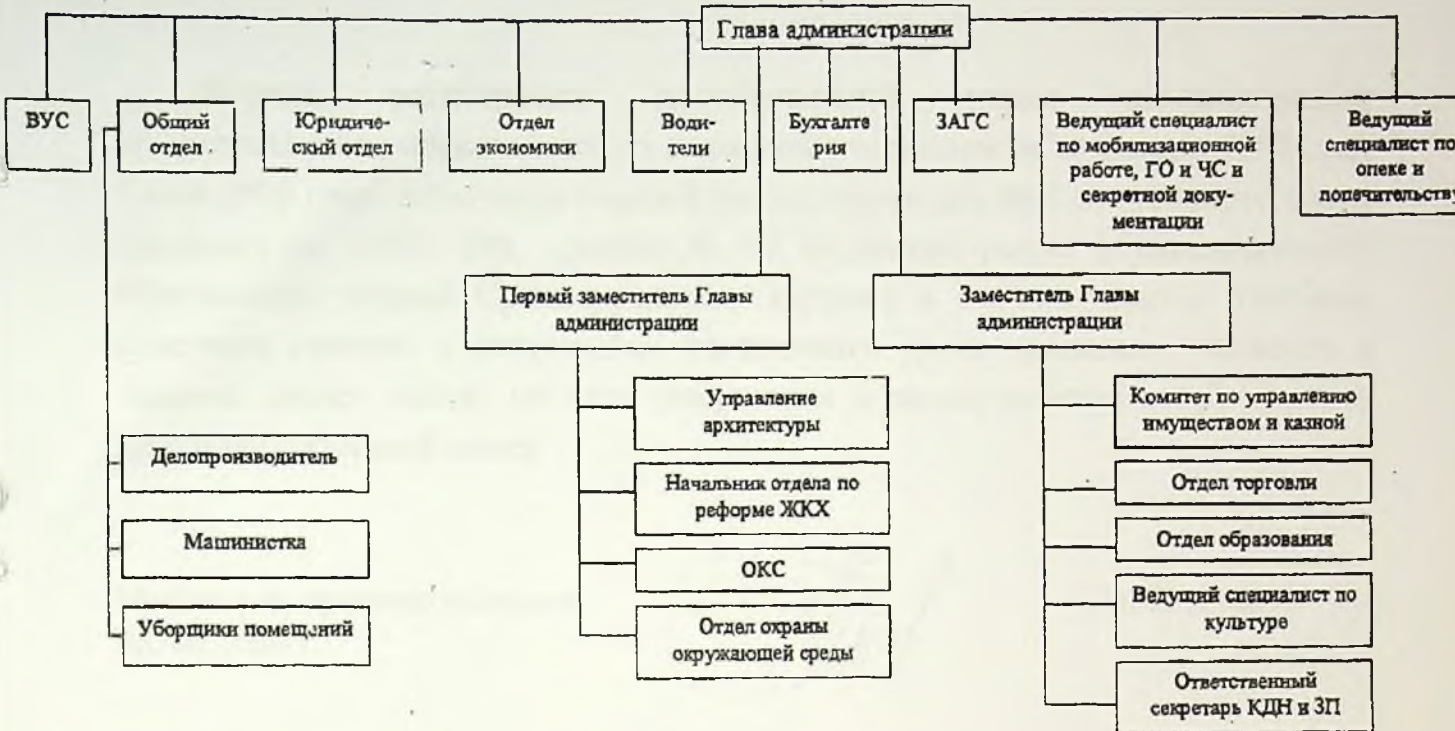 Глава администрации
ВУС
Общий
отдел
Юридиче-
ский отдел
Отдел
экономики
Води-
тели
Бухгалте
рия
ЗАГС
Ведущий специалист
по мобилизационной
работе, ГО и ЧС и
секретной доку-
ментации
Ведущий
специалист по
опеке и
попечительству
Первый заместитель Главы
администрации
Заместитель Главы
администрации
Делопроизводитель
Машинистка
Уборщики помещений
Управление
архитектуры
Начальник отдела по
реформе ЖКХ
ОКС
Отдел охраны
окружающей среды
Комитет по управлению
имуществом и казной
Отдел торговли
Отдел образования
Ведущий специалист по
культуре
Ответственный
секретарь КДН и ЗП